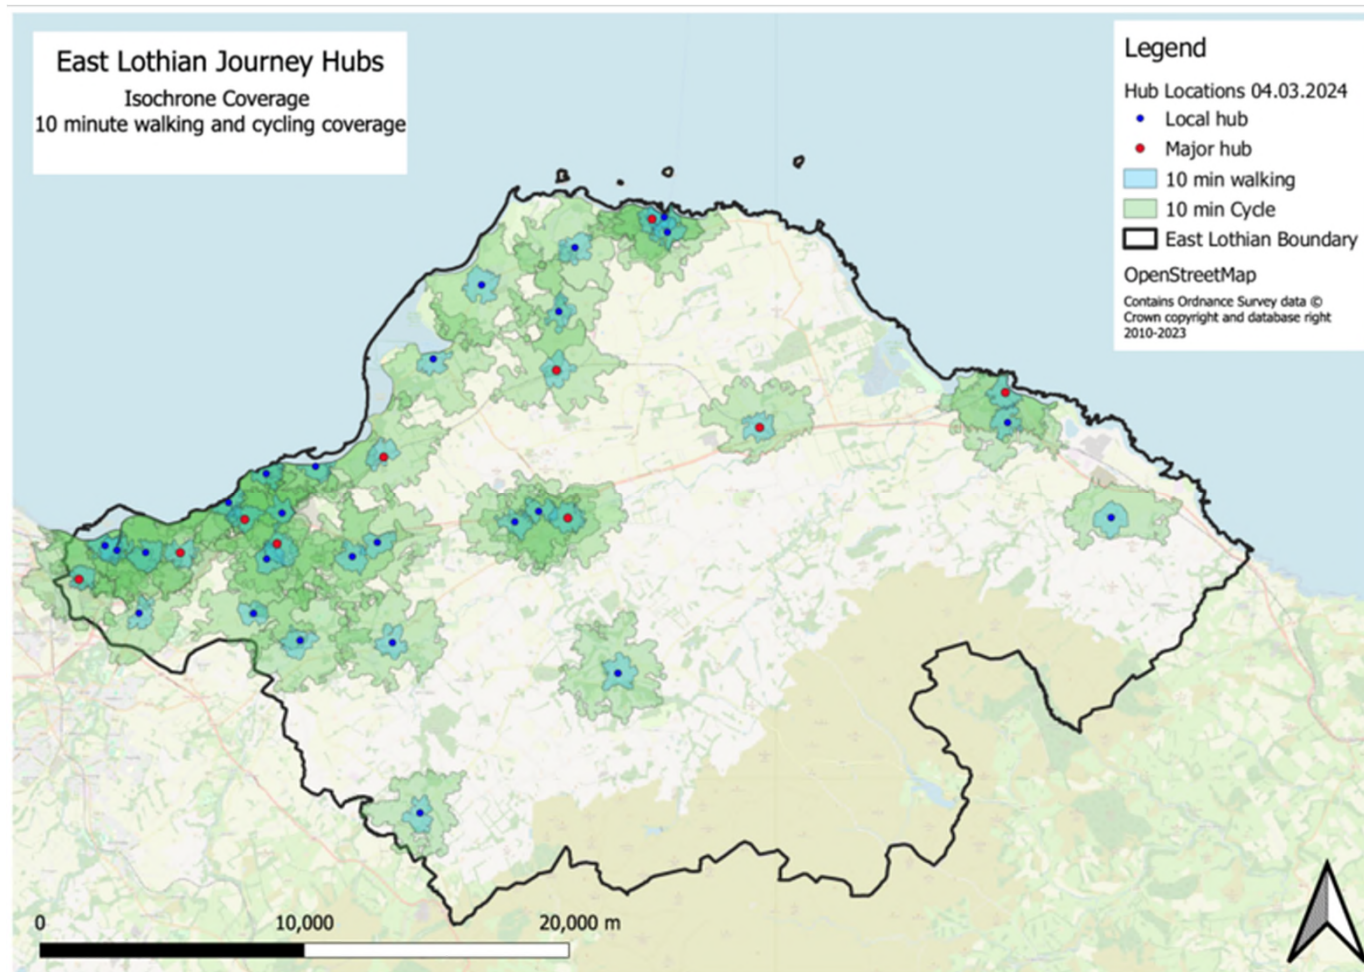 East Lothian Journey Hubs
Isochrone Coverage
10 minute walking and cycling coverage
Legend
Hub Locations 04.03.2024
Local hub
Major hub
10 min walking
10 min Cycle
East Lothian Boundary
OpenStreetMap
Contains Ordnance Survey data ©
Crown copyright and database right
2010-2023
0 10,000 20,000 m